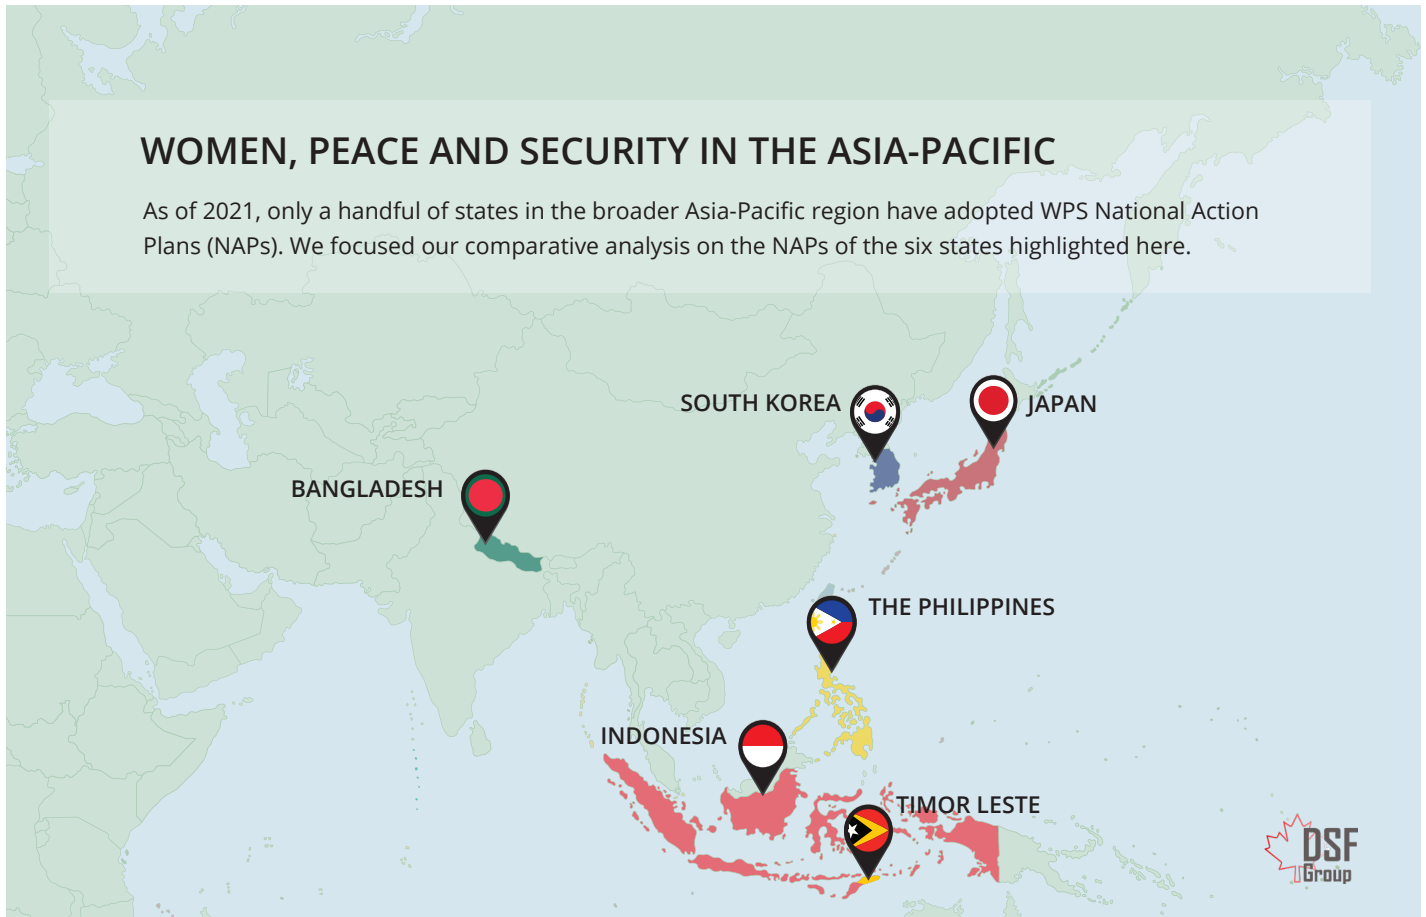 WOMEN, PEACE AND SECURITY IN THE ASIA-PACIFIC
As of 2021, only a handful of states in the broader Asia-Pacific region have adopted WPS National Action
Plans (NAPs). We focused our comparative analysis on the NAPs of the six states highlighted here.
SOUTH KOREA
JAPAN
BANGLADESH
THE PHILIPPINES
INDONESIA
TIMOR LESTE
DSF
Group